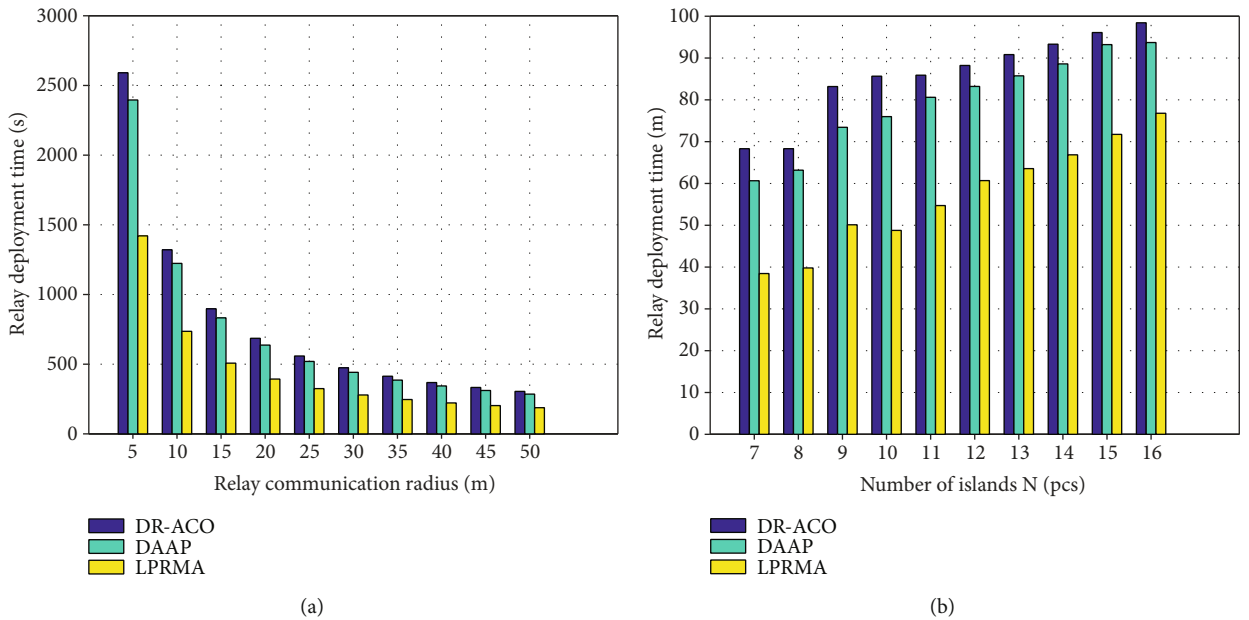 3000
2500
2000
1500
1000
500
0
Relay deployment time (s)
5 10 15 20 25 30 35 40 45 50
Relay communication radius (m)
DR-ACO
DAAP
LPRMA
(a)
100
90
80
70
60
50
40
30
20
10
0
Relay deployment time (m)
7 8 9 10 11 12 13 14 15 16
Number of islands N (pcs)
DR-ACO
DAAP
LPRMA
(b)